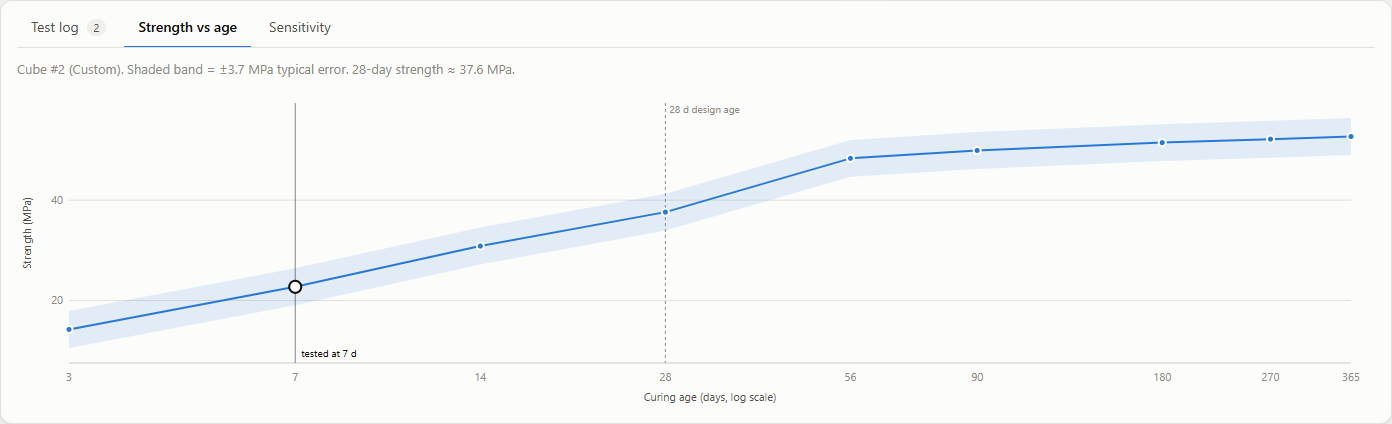 Test log 2 Strength vs age Sensitivity
Cube #2 (Custom). Shaded band = ±3.7 MPa typical error. 28-day strength ≈ 37.6 MPa.
28 d design age
40
Strength (MPa)
20
tested at 7 d
3 7 14 28 56 90 180 270 365
Curing age (days, log scale)